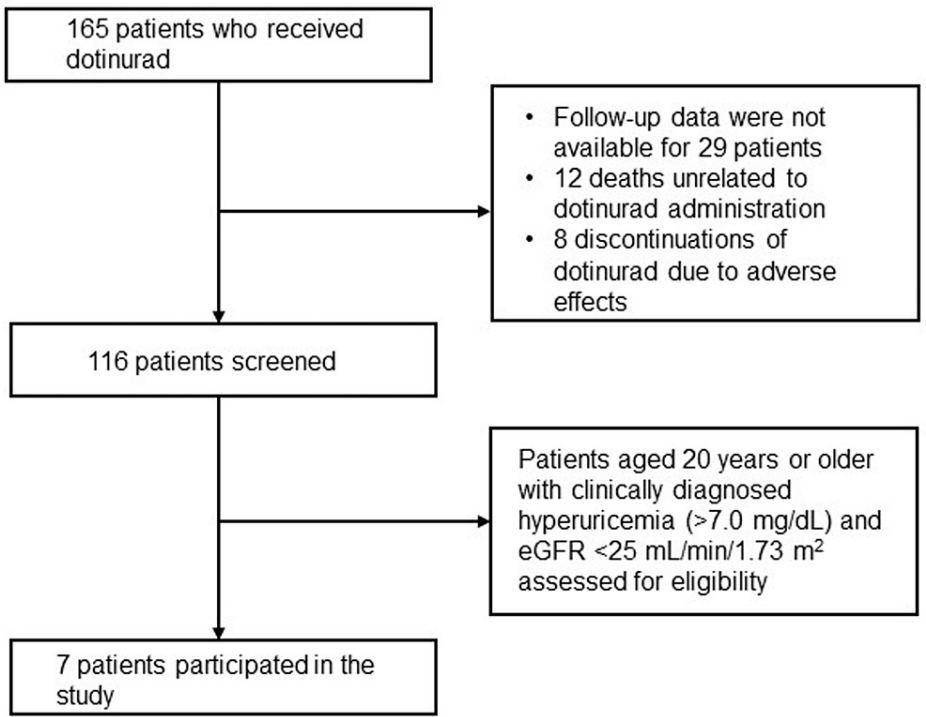 165 patients who received
dotinurad
• Follow-up data were not
available for 29 patients
• 12 deaths unrelated to
dotinurad administration
• 8 discontinuations of
dotinurad due to adverse
effects
116 patients screened
Patients aged 20 years or older
with clinically diagnosed
hyperuricemia (>7.0 mg/dL) and
eGFR <25 mL/min/1.73 m²
assessed for eligibility
7 patients participated in the
study